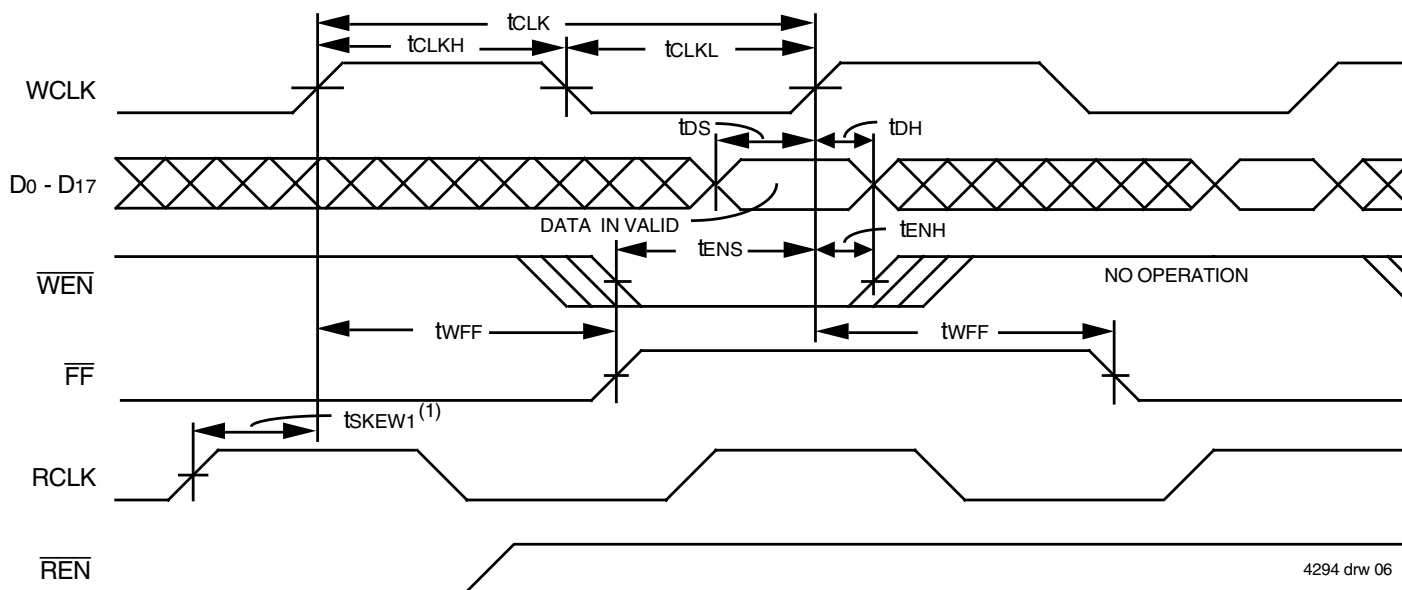 tCLK
tCLKH
tCLKL
WCLK
tDS
tDH
D0 - D17
DATA IN VALID
tENS
tENH
WEN
NO OPERATION
tWFF
tWFF
FF
tSKEW1(1)
RCLK
REN
4294 drw 06